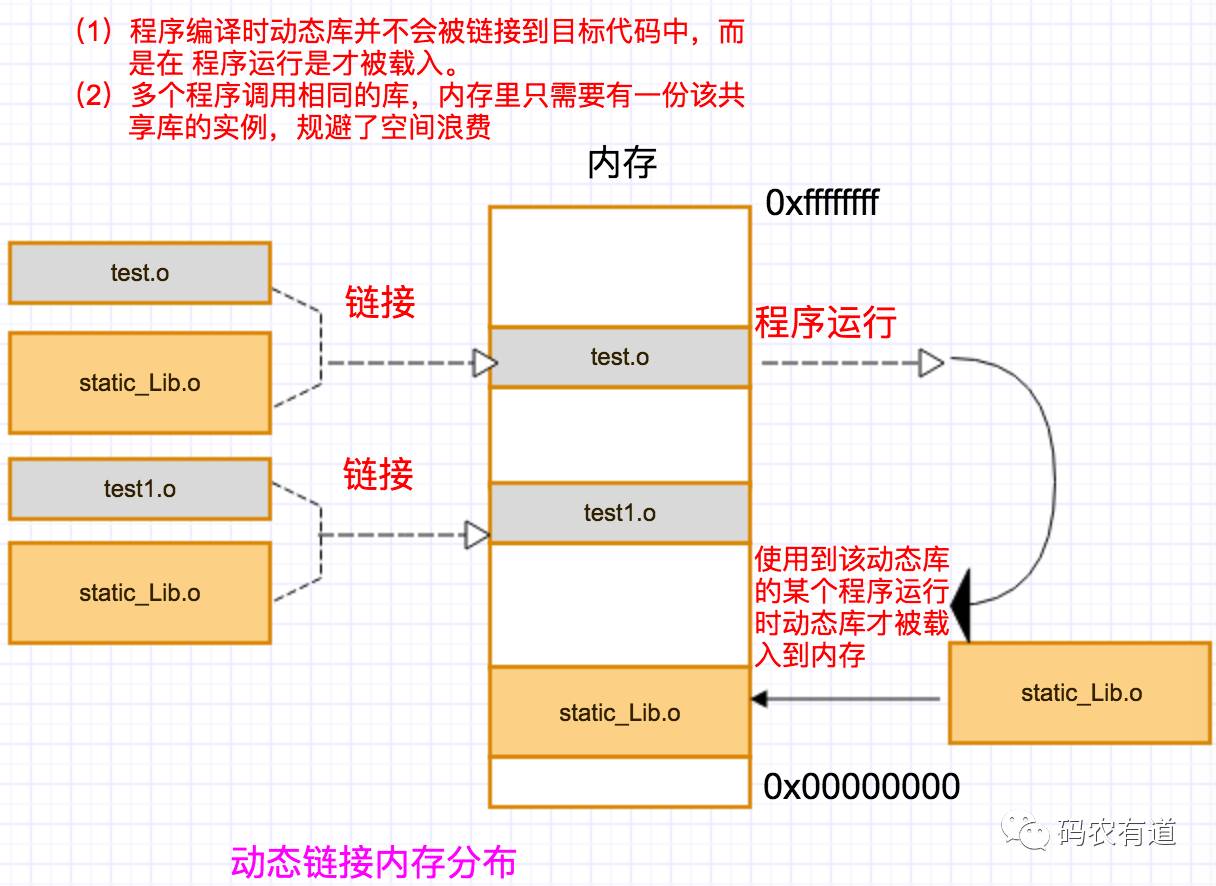 （1）程序编译时动态库并不会被链接到目标代码中，而
是在 程序运行是才被载入。
（2）多个程序调用相同的库，内存里只需要有一份该共
享库的实例，规避了空间浪费
内存
0xffffffff
test.o
链接
程序运行
test.o
static_Lib.o
链接
test1.o
test1.o
使用到该动态库
的某个程序运行
时动态库才被载
入到内存
static_Lib.o
static_Lib.o
static_Lib.o
0x00000000
码农有道
动态链接内存分布